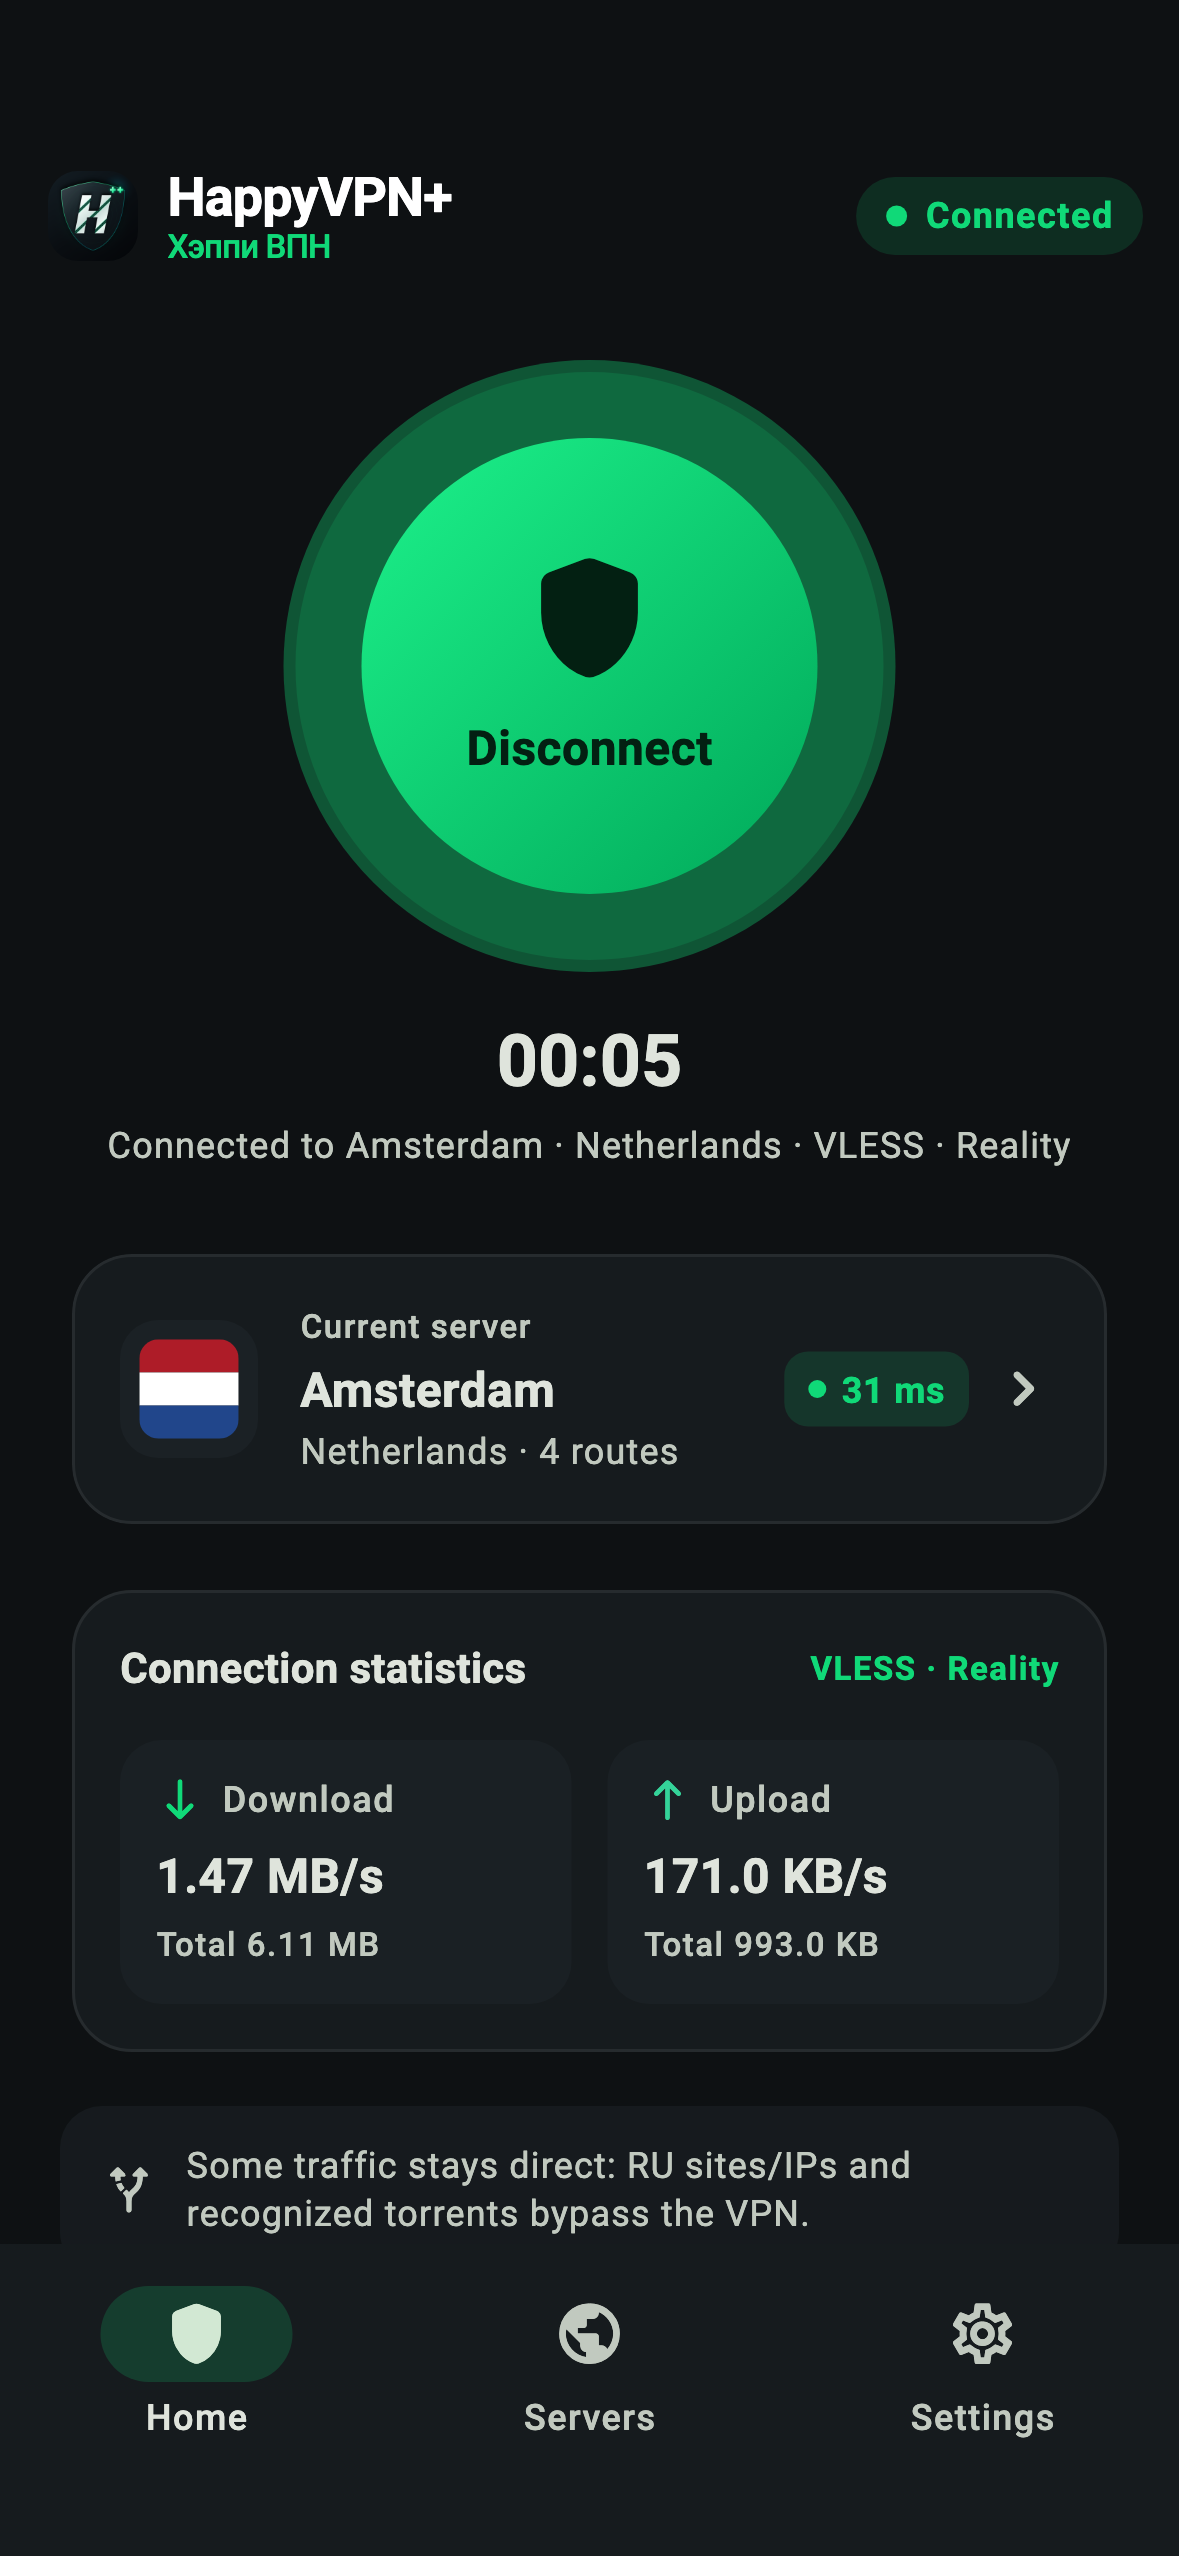 HappyVPN+
Хэппи ВПН
Connected
Disconnect
00:05
Connected to Amsterdam · Netherlands · VLESS · Reality
Current server
Amsterdam
31 ms
Netherlands · 4 routes
Connection statistics
VLESS · Reality
Download
1.47 MB/s
Total 6.11 MB
Upload
171.0 KB/s
Total 993.0 KB
Some traffic stays direct: RU sites/IPs and
recognized torrents bypass the VPN.
Home
Servers
Settings